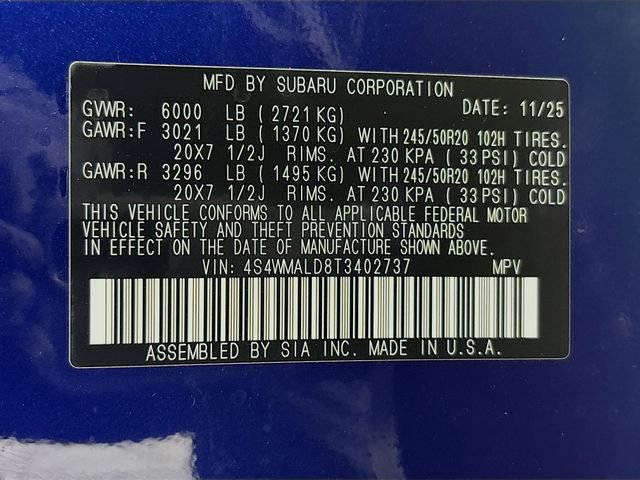 MFD BY SUBARU CORPORATION
GVWR: 6000 LB ( 2721 KG) DATE: 11/25
GAWR:F 3021 LB ( 1370 KG) WITH 245/50R20 102H TIRES.
20X7 1/2J RIMS. AT 230 KPA ( 33 PSI) COLD
GAWR:R 3296 LB ( 1495 KG) WITH 245/50R20 102H TIRES.
20X7 1/2J RIMS. AT 230 KPA ( 33 PSI) COLD
THIS VEHICLE CONFORMS TO ALL APPLICABLE FEDERAL MOTOR
VEHICLE SAFETY AND THEFT PREVENTION STANDARDS
IN EFFECT ON THE DATE OF MANUFACTURE SHOWN ABOVE.
VIN: 4S4WMALD8T3402737 MPV
ASSEMBLED BY SIA INC. MADE IN U.S.A.